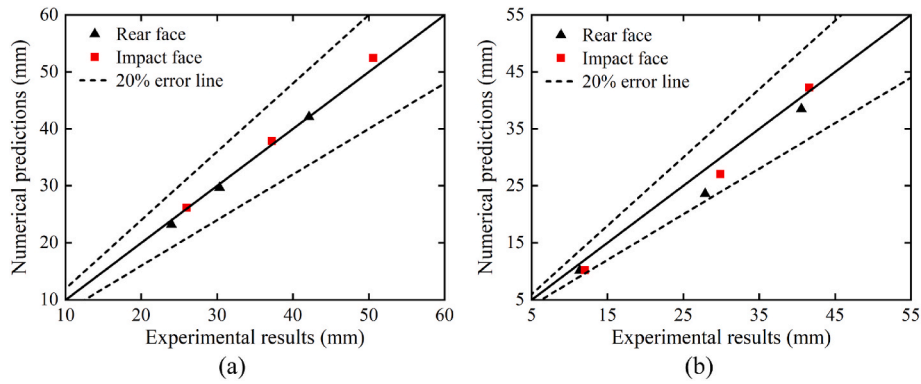 60
50
40
30
20
10
10 20 30 40 50 60
Numerical predictions (mm)
Experimental results (mm)
Rear face
Impact face
20% error line
(a)
55
45
35
25
15
5
5 15 25 35 45 55
Numerical predictions (mm)
Experimental results (mm)
Rear face
Impact face
20% error line
(b)